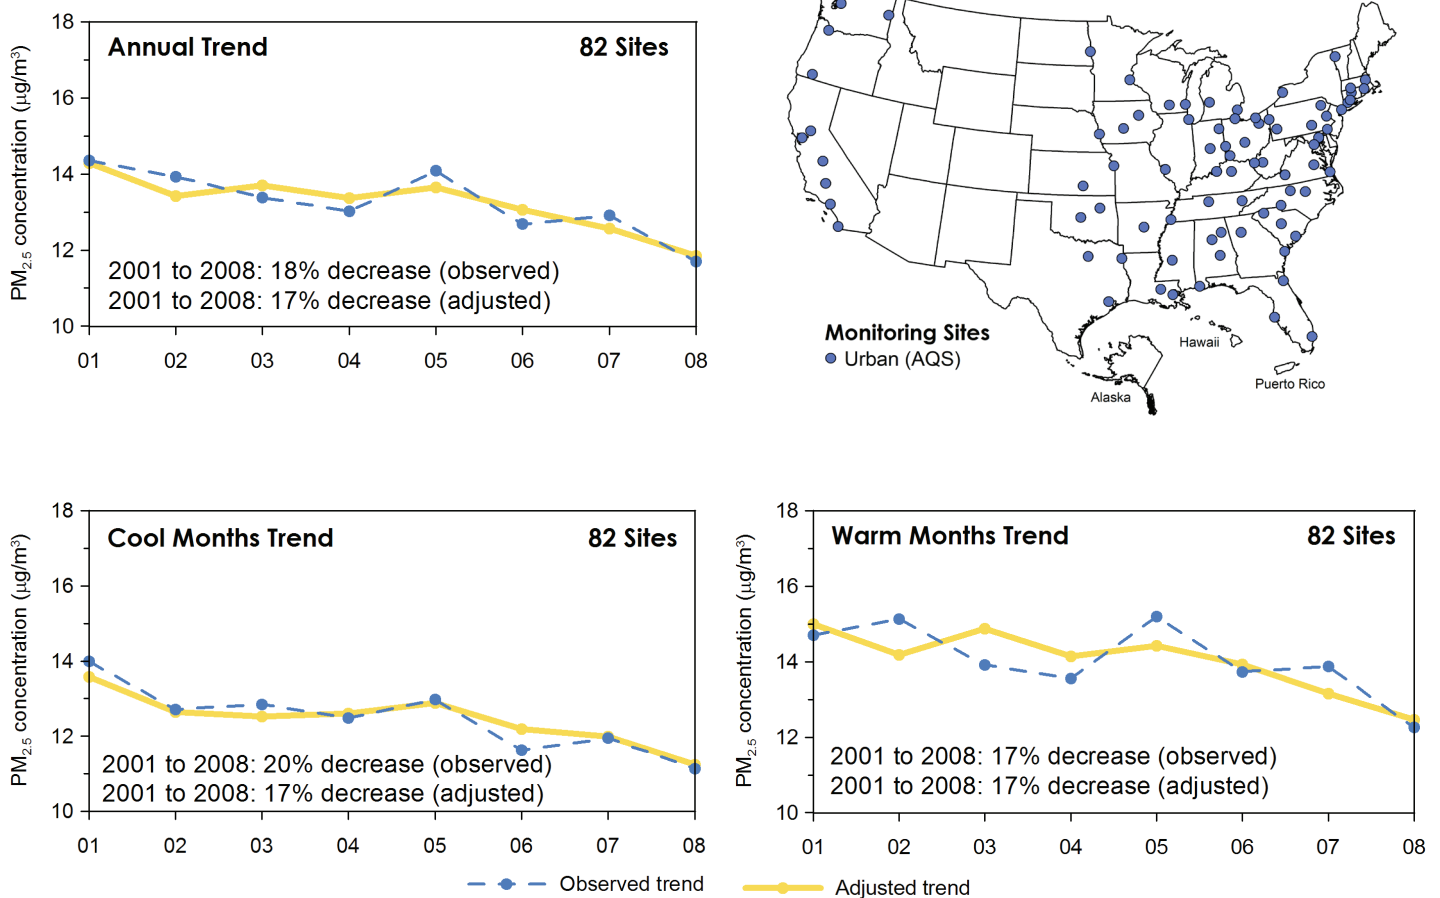 Annual Trend
82 Sites
PM2.5 concentration (µg/m³)
18
16
14
12
10
2001 to 2008: 18% decrease (observed)
2001 to 2008: 17% decrease (adjusted)
01 02 03 04 05 06 07 08
Monitoring Sites
Urban (AQS)
Hawaii
Alaska
Puerto Rico
Cool Months Trend
82 Sites
PM2.5 concentration (µg/m³)
18
16
14
12
10
2001 to 2008: 20% decrease (observed)
2001 to 2008: 17% decrease (adjusted)
01 02 03 04 05 06 07 08
Warm Months Trend
82 Sites
PM2.5 concentration (µg/m³)
18
16
14
12
10
2001 to 2008: 17% decrease (observed)
2001 to 2008: 17% decrease (adjusted)
01 02 03 04 05 06 07 08
Observed trend
Adjusted trend